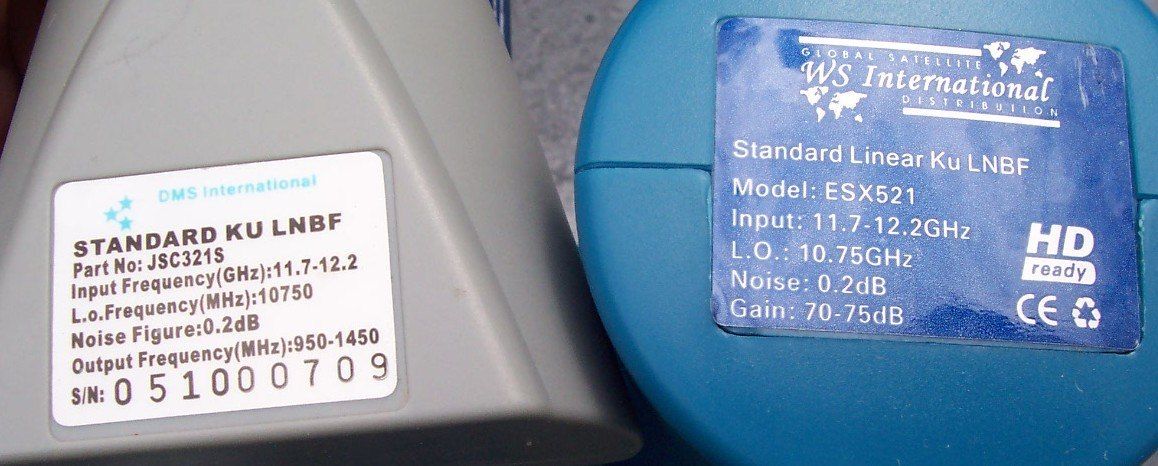 DMS International
STANDARD KU LNBF
Part No: JSC321S
Input Frequency(GHz):11.7-12.2
L.o.Frequency(MHz):10750
Noise Figure:0.2dB
Output Frequency(MHz):950-1450
S/N: 051000709
GLOBAL SATELLITE
WS International
DISTRIBUTION
Standard Linear Ku LNBF
Model: ESX521
Input: 11.7-12.2GHz
L.O.: 10.75GHz
Noise: 0.2dB
Gain: 70-75dB
HD
ready
CE